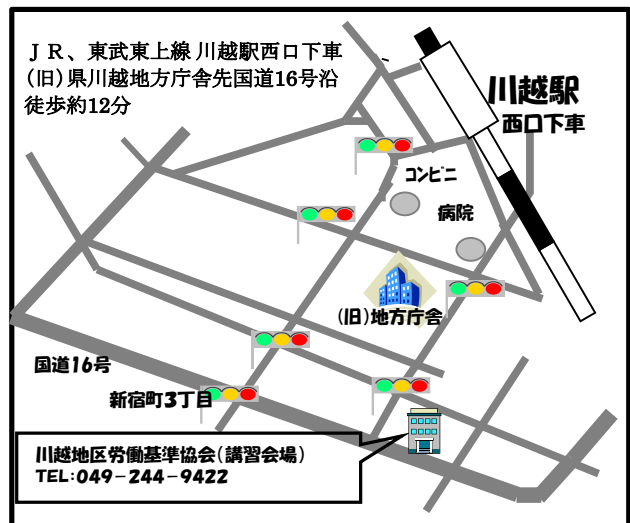 ＪＲ、東武東上線 川越駅西口下車
(旧)県川越地方庁舎先国道16号沿
徒歩約12分
川越駅
西口下車
コンビニ
病院
(旧)地方庁舎
国道16号
新宿町3丁目
川越地区労働基準協会(講習会場)
TEL:049-244-9422